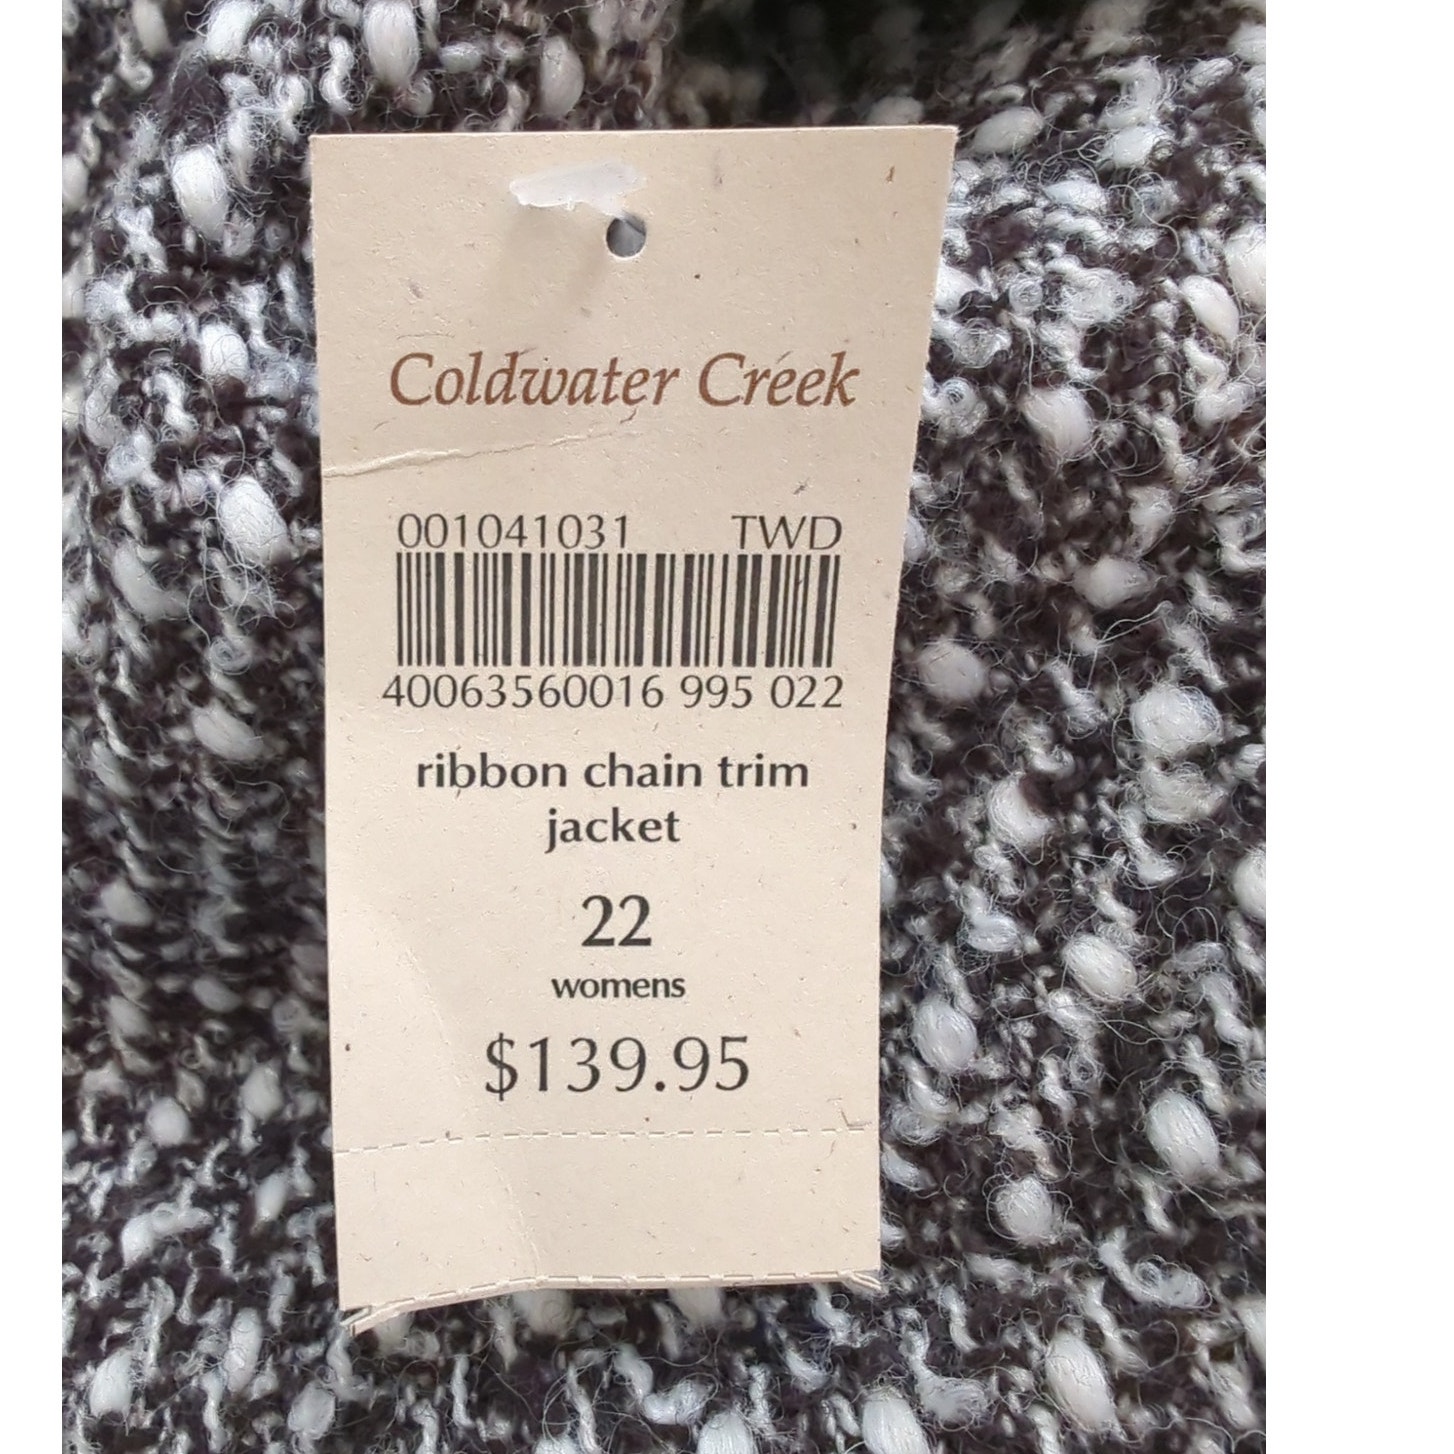 Coldwater Creek
001041031 TWD
40063560016 995 022
ribbon chain trim
jacket
22
womens
$139.95